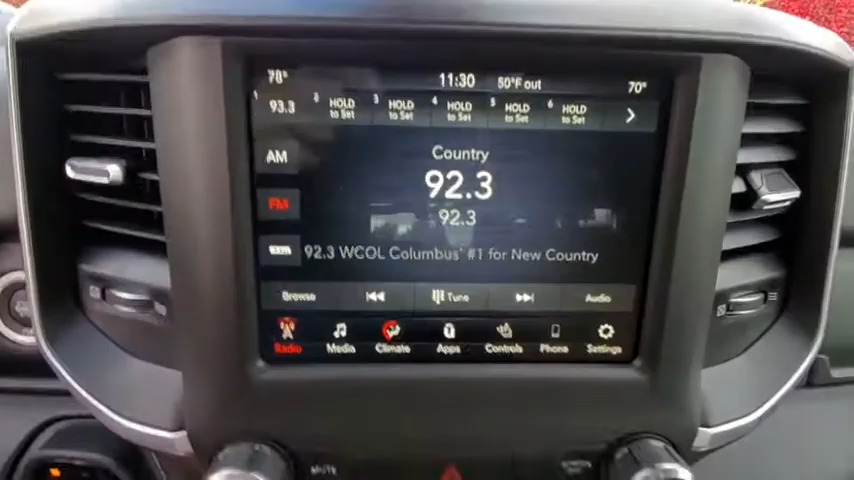 70° 11:30 50°F out 70°
1 93.3 2 HOLD to Set 3 HOLD to Set 4 HOLD to Set 5 HOLD to Set 6 HOLD to Set
AM
Country
92.3
FM
92.3
92.3 WCOL Columbus' #1 for New Country
Browse Tune Audio
Radio Media Climate Apps Controls Phone Settings
MUTE